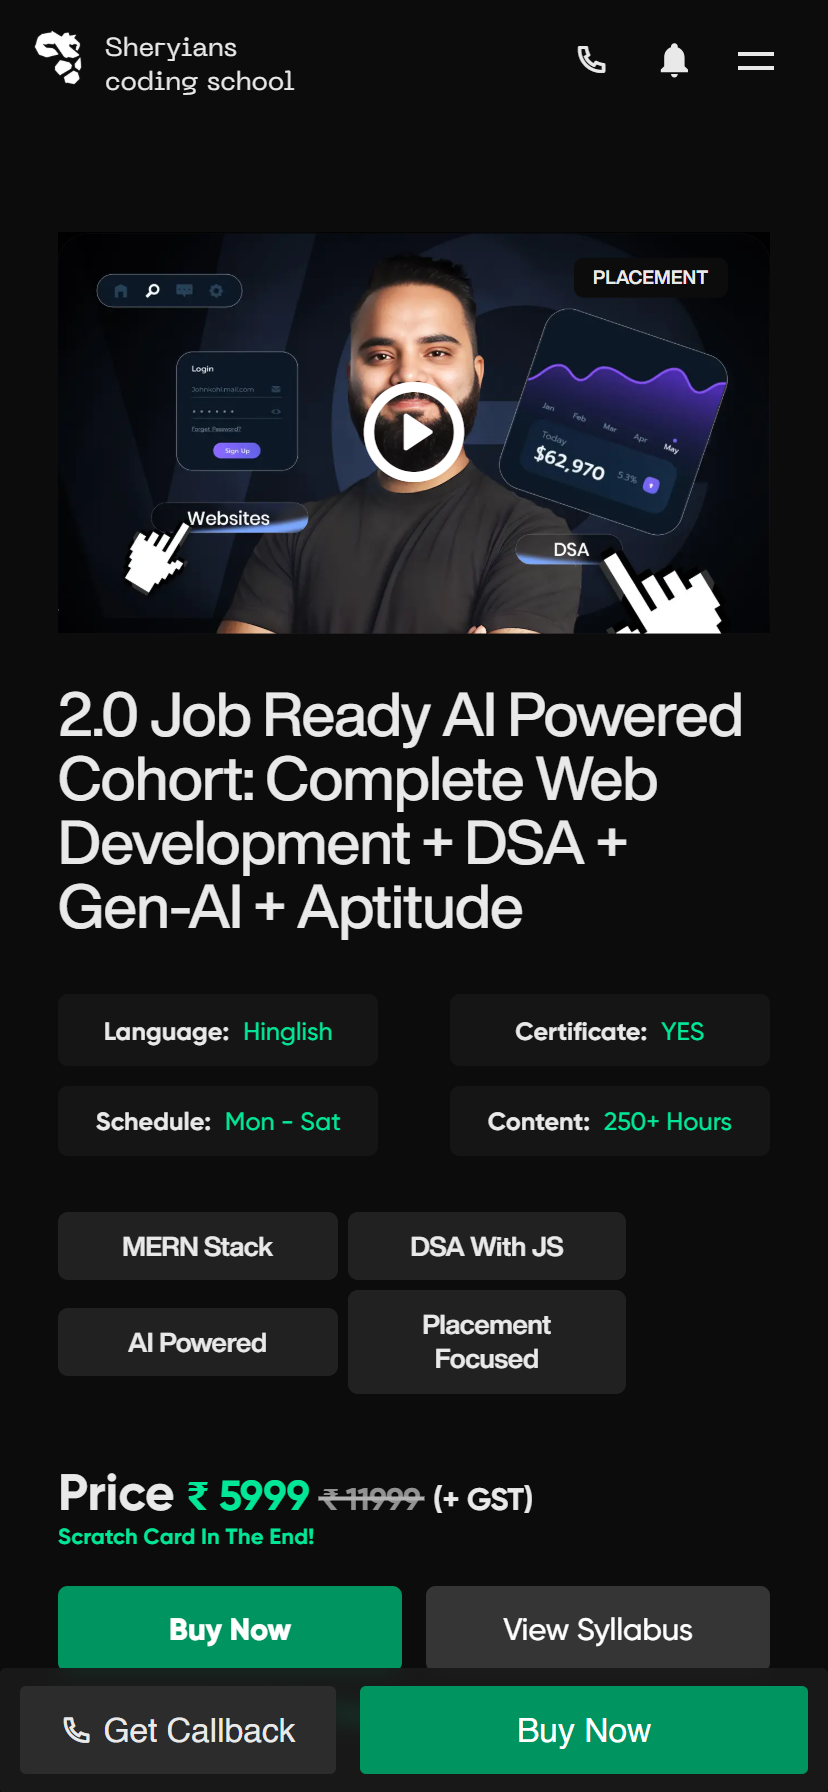 Sheryians
coding school
PLACEMENT
Login
Johnkohl.mail.com
Forget Password?
Sign Up
Websites
Jan
Feb
Mar
Apr
May
Today
$62,970
5.3%
DSA
2.0 Job Ready AI Powered
Cohort: Complete Web
Development + DSA +
Gen-AI + Aptitude
Language: Hinglish
Certificate: YES
Schedule: Mon - Sat
Content: 250+ Hours
MERN Stack
DSA With JS
AI Powered
Placement
Focused
Price ₹ 5999 ₹ 11999 (+ GST)
Scratch Card In The End!
Buy Now
View Syllabus
Get Callback
Buy Now